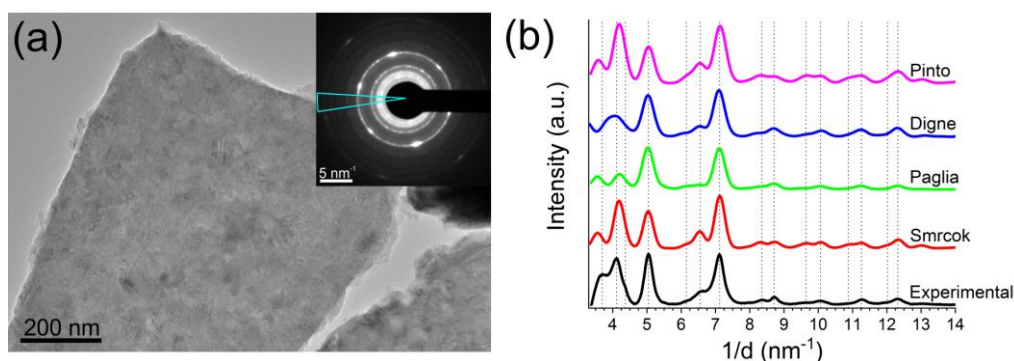 (a)
5 nm⁻¹
200 nm
(b)
Intensity (a.u.)
Pinto
Digne
Paglia
Smrcok
Experimental
4 5 6 7 8 9 10 11 12 13 14
1/d (nm⁻¹)